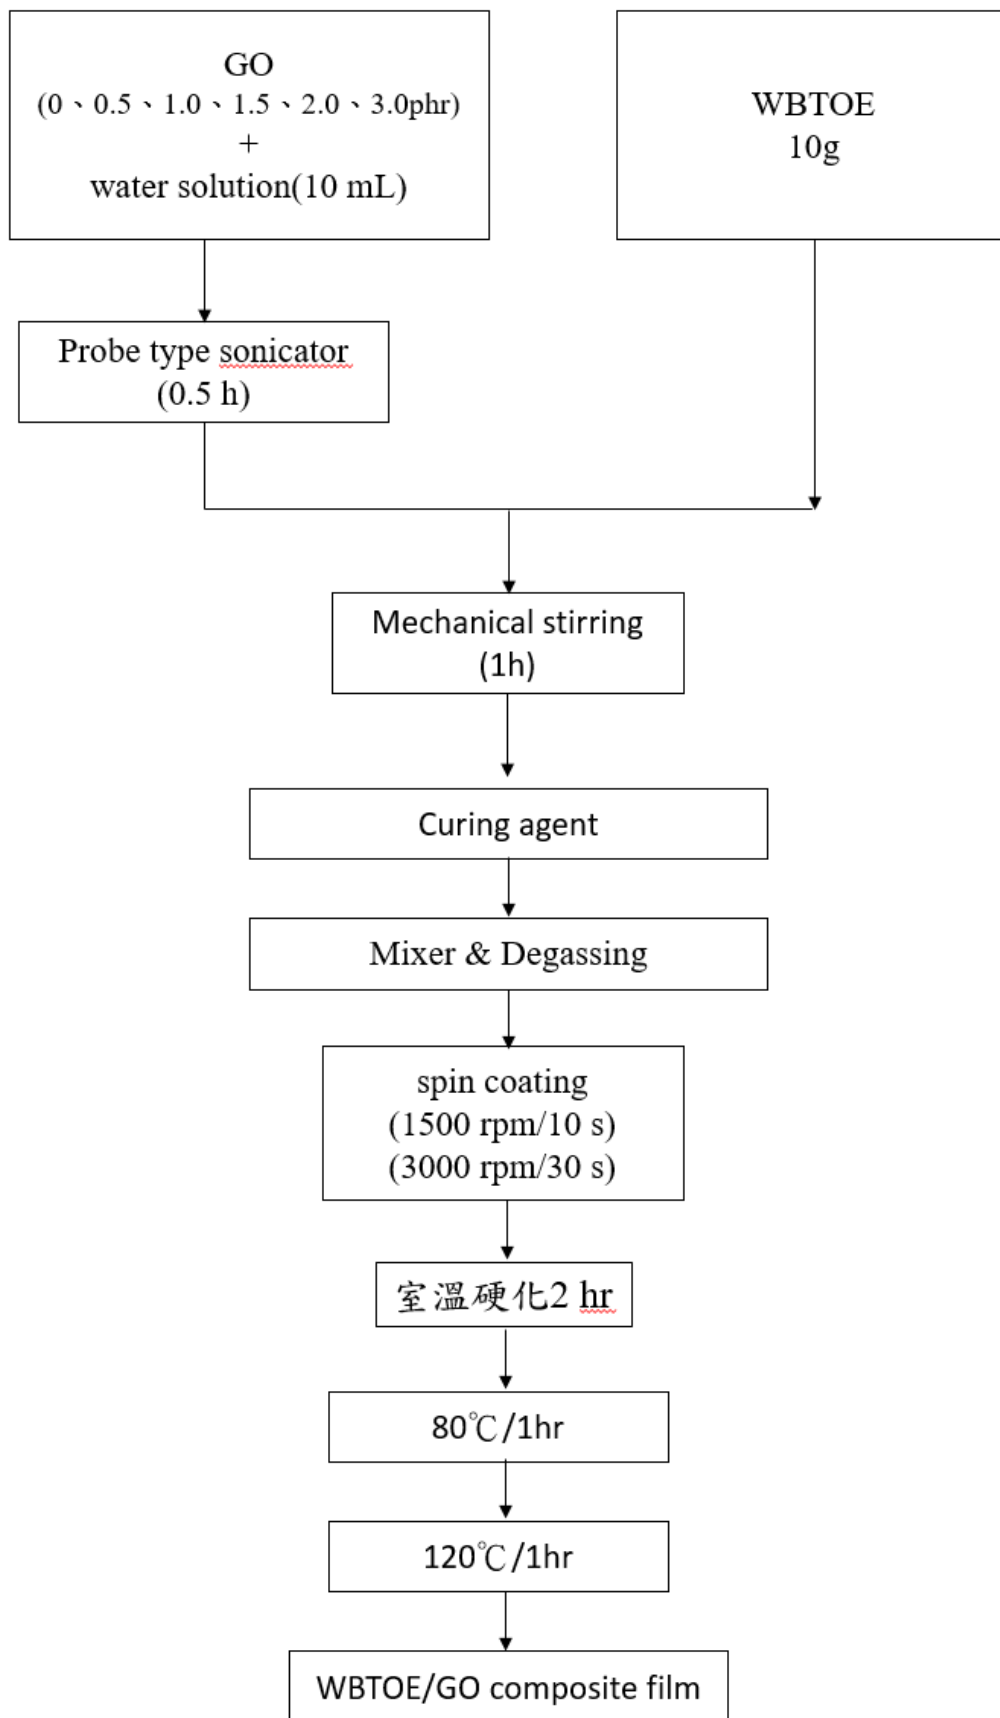 GO
(0、0.5、1.0、1.5、2.0、3.0phr)
+
water solution(10 mL)
WBTOE
10g
Probe type sonicator
(0.5 h)
Mechanical stirring
(1h)
Curing agent
Mixer & Degassing
spin coating
(1500 rpm/10 s)
(3000 rpm/30 s)
室溫硬化2 hr
80℃/1hr
120℃/1hr
WBTOE/GO composite film